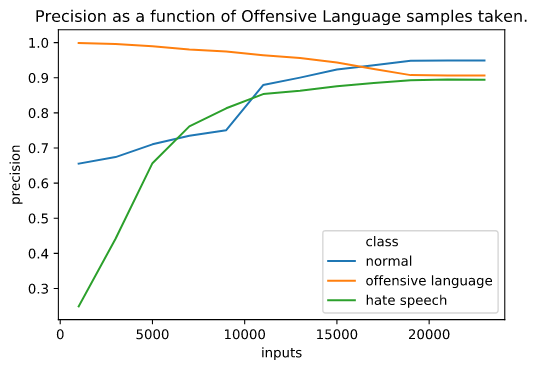 Precision as a function of Offensive Language samples taken.
1.0
0.9
0.8
0.7
0.6
0.5
0.4
0.3
precision
class
normal
offensive language
hate speech
0 5000 10000 15000 20000
inputs